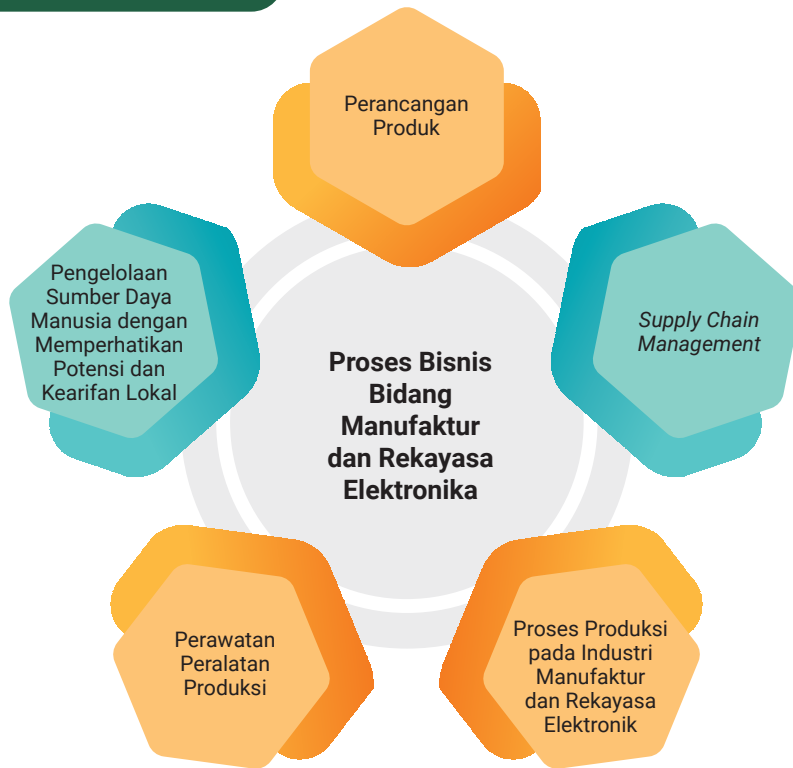 Perancangan
Produk
Pengelolaan
Sumber Daya
Manusia dengan
Memperhatikan
Potensi dan
Kearifan Lokal
Supply Chain
Management
Proses Bisnis
Bidang
Manufaktur
dan Rekayasa
Elektronika
Perawatan
Peralatan
Produksi
Proses Produksi
pada Industri
Manufaktur
dan Rekayasa
Elektronik